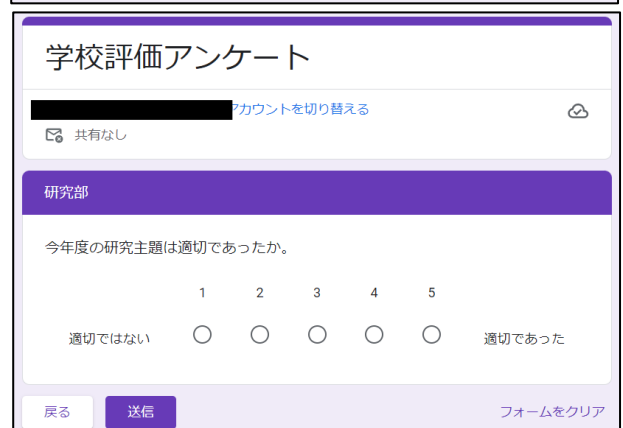 学校評価アンケート
アカウントを切り替える
共有なし
研究部
今年度の研究主題は適切であったか。
1 2 3 4 5
適切ではない 適切であった
戻る 送信 フォームをクリア